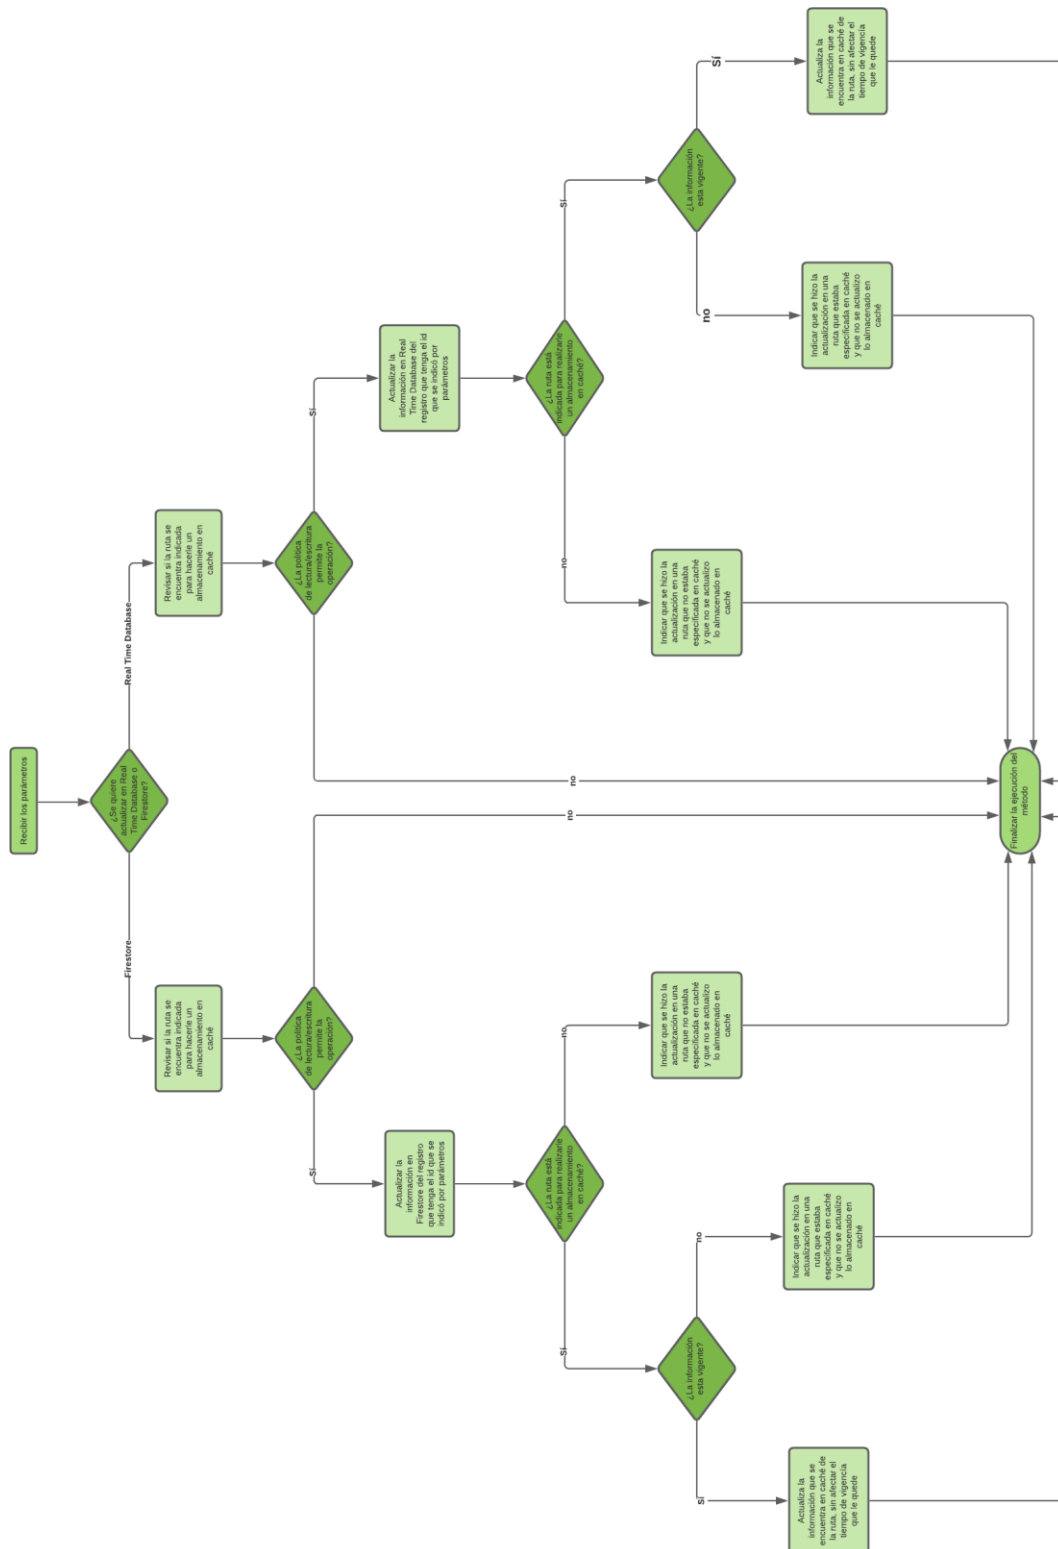 Recibir los parámetros
¿Se quiere
actualizar en Real
Time Database o
Firestore?
Firestore
Real Time Database
Revisar si la ruta se
encuentra indicada
para hacerle un
almacenamiento en
caché
Revisar si la ruta se
encuentra indicada
para hacerle un
almacenamiento en
caché
¿La política
de lectura/escritura
permite la
operación?
¿La política
de lectura/escritura
permite la
operación?
Sí
no
no
Sí
Actualizar la
información en
Firestore del registro
que tenga el id que se
indicó por parámetros
Actualizar la
información en Real
Time Database del
registro que tenga el id
que se indicó por
parámetros
¿La ruta está
indicada para realizarle
un almacenamiento
en caché?
¿La ruta está
indicada para realizarle
un almacenamiento
en caché?
Sí
no
no
Sí
Indicar que se hizo la
actualización en una
ruta que no estaba
especificada en caché
y que no se actualizo
lo almacenado en
caché
Indicar que se hizo la
actualización en una
ruta que no estaba
especificada en caché
y que no se actualizo
lo almacenado en
caché
¿La información
esta vigente?
¿La información
esta vigente?
sí
no
no
Sí
Actualiza la
información que se
encuentra en caché de
la ruta, sin afectar el
tiempo de vigencia
que le quede
Indicar que se hizo la
actualización en una
ruta que estaba
especificada en caché
y que no se actualizo
lo almacenado en
caché
Indicar que se hizo la
actualización en una
ruta que estaba
especificada en caché
y que no se actualizo
lo almacenado en
caché
Actualiza la
información que se
encuentra en caché de
la ruta, sin afectar el
tiempo de vigencia
que le quede
Finalizar la ejecución del
método